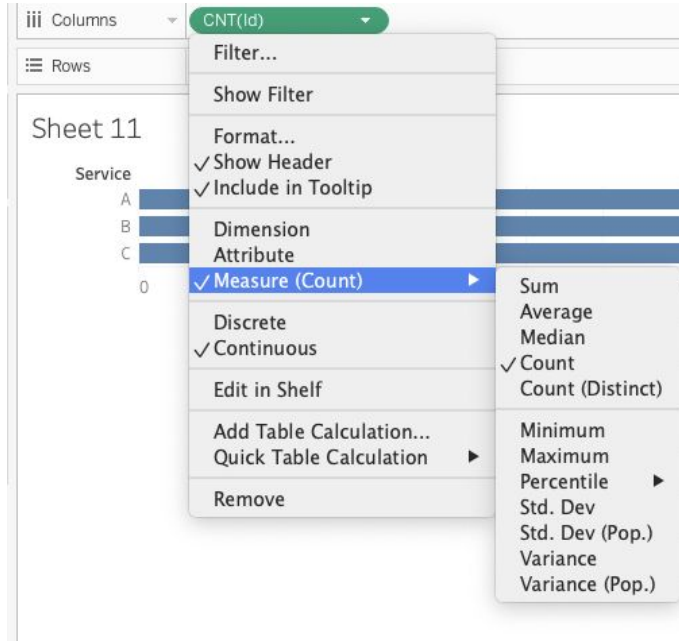 Columns
CNT(Id)
Rows
Filter...
Show Filter
Format...
✓ Show Header
✓ Include in Tooltip
Dimension
Attribute
✓ Measure (Count)
Discrete
✓ Continuous
Edit in Shelf
Add Table Calculation...
Quick Table Calculation
Remove
Sum
Average
Median
✓ Count
Count (Distinct)
Minimum
Maximum
Percentile
Std. Dev
Std. Dev (Pop.)
Variance
Variance (Pop.)
Sheet 11
Service
A
B
C
0